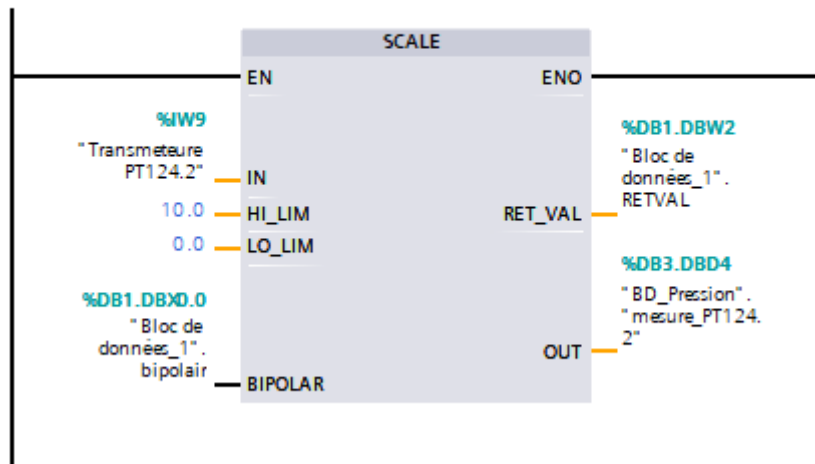 SCALE
EN
ENO
%IW9
"Transmeteure
PT124.2"
IN
10.0
HI_LIM
0.0
LO_LIM
%DB1.DBX0.0
"Bloc de
données_1".
bipolair
BIPOLAR
%DB1.DBW2
"Bloc de
données_1".
RETVAL
RET_VAL
%DB3.DBD4
"BD_Pression".
"mesure_PT124.
2"
OUT